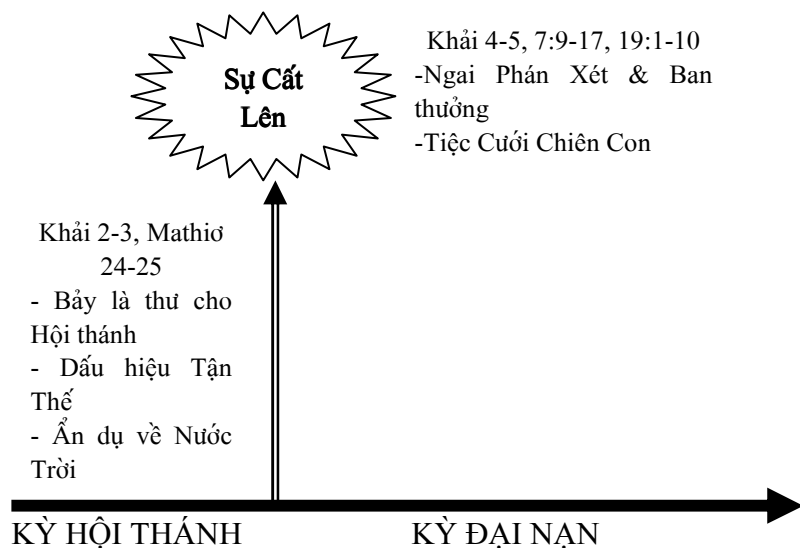 Sự Cất
Lên
Khải 4-5, 7:9-17, 19:1-10
-Ngai Phán Xét & Ban
thưởng
-Tiệc Cưới Chiên Con
Khải 2-3, Mathiơ
24-25
- Bảy là thư cho
Hội thánh
- Dấu hiệu Tận
Thế
- Ẩn dụ về Nước
Trời
KỲ HỘI THÁNH
KỲ ĐẠI NẠN